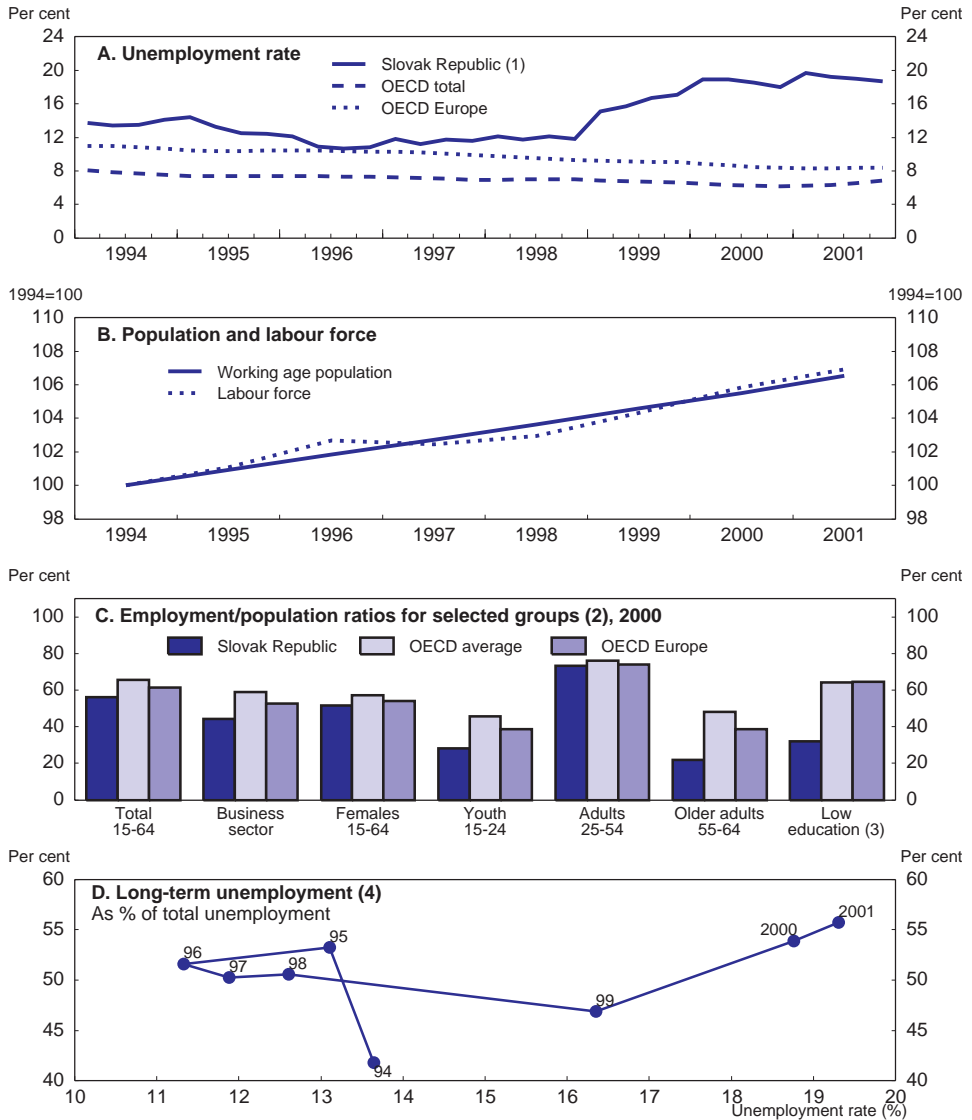 Per cent Per cent
24 24
A. Unemployment rate
Slovak Republic (1)
20 20
OECD total
OECD Europe
16 16
12 12
8 8
4 4
0 0
1994 1995 1996 1997 1998 1999 2000 2001
1994=100 1994=100
110 110
B. Population and labour force
108 108
Working age population
106 106
Labour force
104 104
102 102
100 100
98 98
1994 1995 1996 1997 1998 1999 2000 2001
Per cent Per cent
C. Employment/population ratios for selected groups (2), 2000
100 100
Slovak Republic OECD average OECD Europe
80 80
60 60
40 40
20 20
0 0
Total Business Females Youth Adults Older adults Low
15-64 sector 15-64 15-24 25-54 55-64 education (3)
Per cent Per cent
60 60
D. Long-term unemployment (4)
As % of total unemployment
2001
55 55
95 2000
96
97 98
50 50
99
45 45
94
40 40
10 11 12 13 14 15 16 17 18 19 20
Unemployment rate (%)